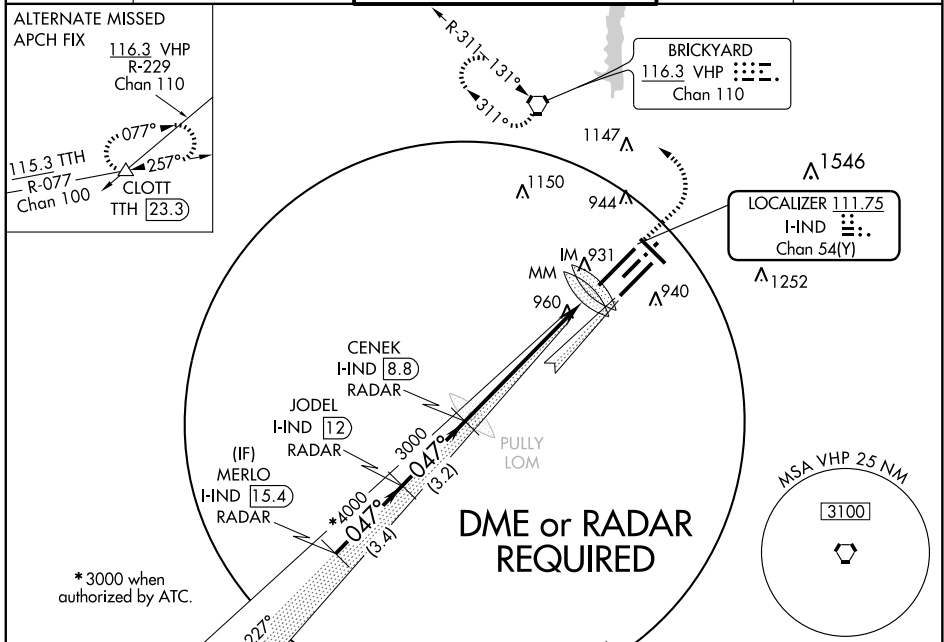 ALTERNATE MISSED
APCH FIX
116.3 VHP
R-229
Chan 110
077°
257°
115.3 TTH
R-077
Chan 100
CLOTT
TTH 23.3
R-311
131°
311°
BRICKYARD
116.3 VHP
Chan 110
1147
1546
1150
944
LOCALIZER 111.75
I-IND
Chan 54(Y)
IM
931
MM
1252
940
960
CENEK
I-IND 8.8
RADAR
JODEL
I-IND 12
RADAR
3000
047°
(3.2)
PULLY
LOM
(IF)
MERLO
I-IND 15.4
RADAR
*4000
047°
(3.4)
MSA VHP 25 NM
3100
DME or RADAR
REQUIRED
* 3000 when
authorized by ATC.
227°